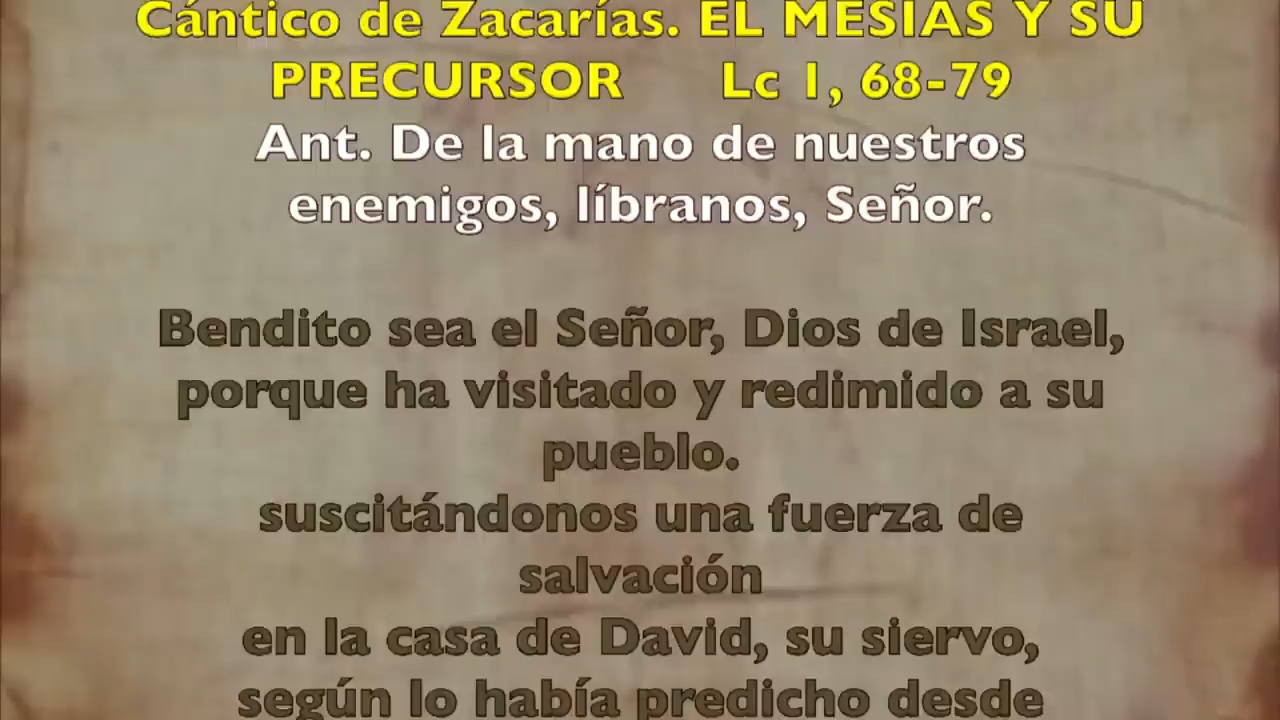 Cántico de Zacarías. EL MESÍAS Y SU
PRECURSOR Lc 1, 68-79
Ant. De la mano de nuestros
enemigos, líbranos, Señor.
Bendito sea el Señor, Dios de Israel,
porque ha visitado y redimido a su
pueblo.
suscitándonos una fuerza de
salvación
en la casa de David, su siervo,
según lo había predicho desde